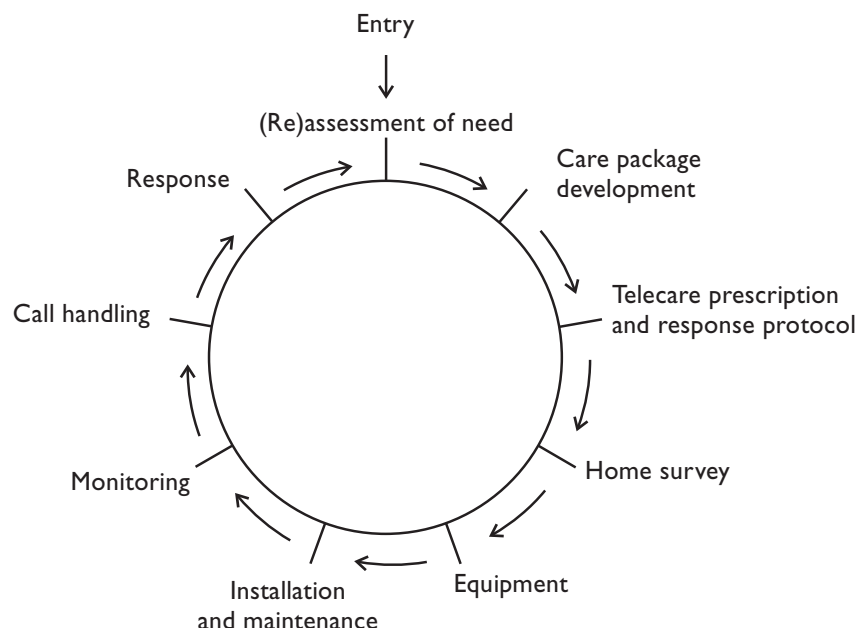 Entry
(Re)assessment of need
Care package
development
Telecare prescription
and response protocol
Home survey
Equipment
Installation
and maintenance
Monitoring
Call handling
Response